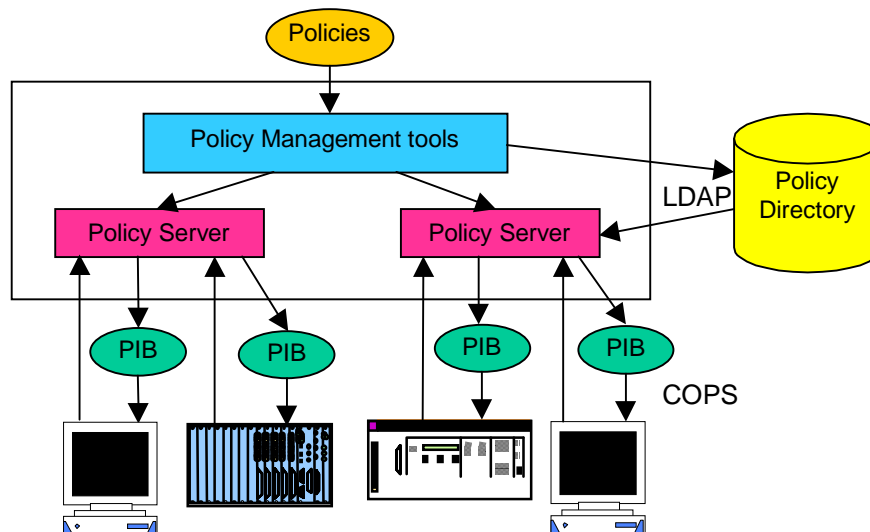 Policies
Policy Management tools
LDAP
Policy
Directory
Policy Server
Policy Server
PIB
PIB
PIB
PIB
COPS